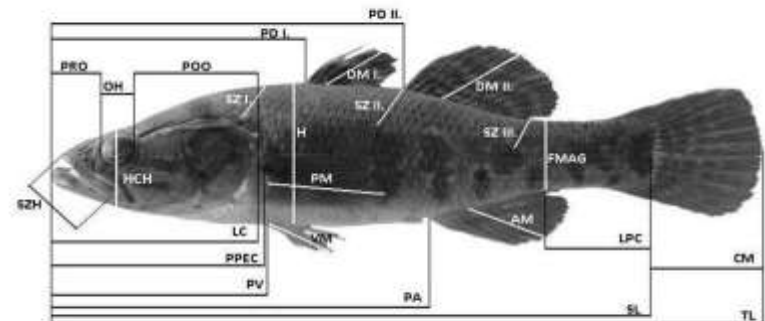 PD II.
PD I.
PRO
POO
OH
DM I.
DM II.
SZ I.
SZ II.
SZ III.
H
HCH
FMAG
PM
SZH
AM
VM
LC
LPC
PPEC
CM
PV
PA
SL
TL